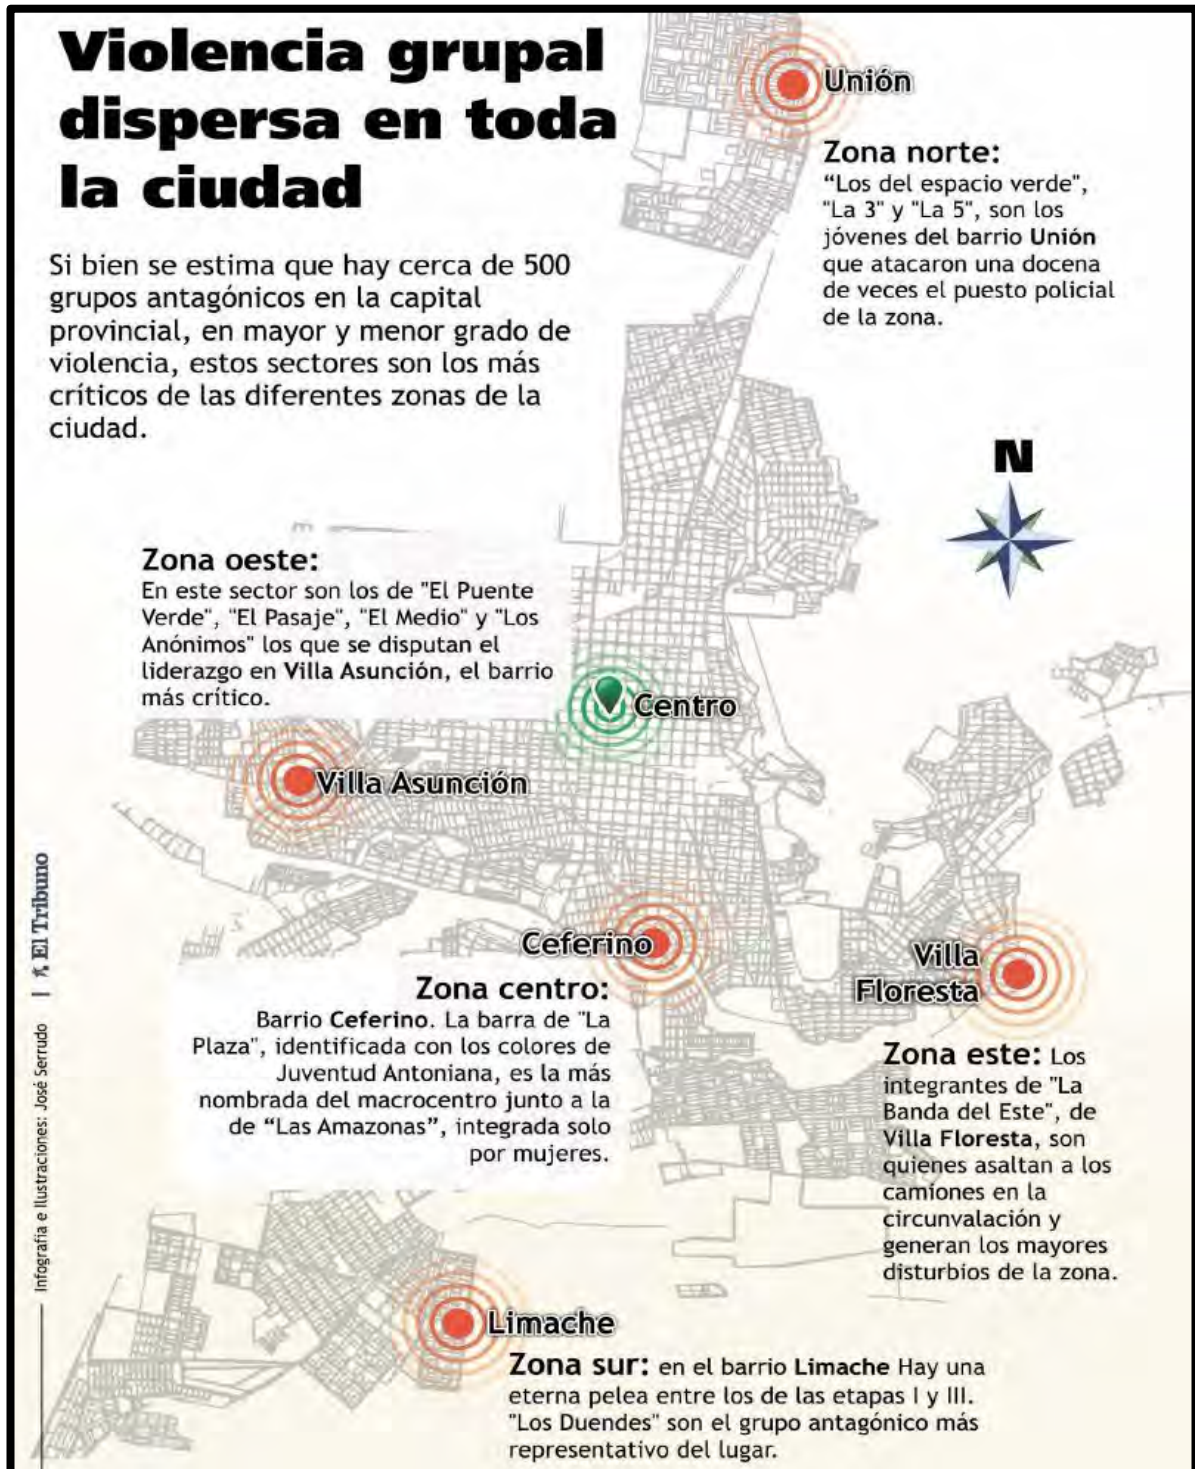 Violencia grupal
dispersa en toda
la ciudad
Si bien se estima que hay cerca de 500
grupos antagónicos en la capital
provincial, en mayor y menor grado de
violencia, estos sectores son los más
críticos de las diferentes zonas de la
ciudad.
Unión
Zona norte:
“Los del espacio verde",
"La 3" y "La 5", son los
jóvenes del barrio Unión
que atacaron una docena
de veces el puesto policial
de la zona.
N
Zona oeste:
En este sector son los de "El Puente
Verde", "El Pasaje", "El Medio" y "Los
Anónimos" los que se disputan el
liderazgo en Villa Asunción, el barrio
más crítico.
Centro
Villa Asunción
Ceferino
Zona centro:
Barrio Ceferino. La barra de "La
Plaza", identificada con los colores de
Juventud Antoniana, es la más
nombrada del macrocentro junto a la
de “Las Amazonas”, integrada solo
por mujeres.
Villa
Floresta
Zona este: Los
integrantes de "La
Banda del Este", de
Villa Floresta, son
quienes asaltan a los
camiones en la
circunvalación y
generan los mayores
disturbios de la zona.
Limache
Zona sur: en el barrio Limache Hay una
eterna pelea entre los de las etapas I y III.
"Los Duendes" son el grupo antagónico más
representativo del lugar.
Infografía e Ilustraciones: José Serrudo | El Tribuno